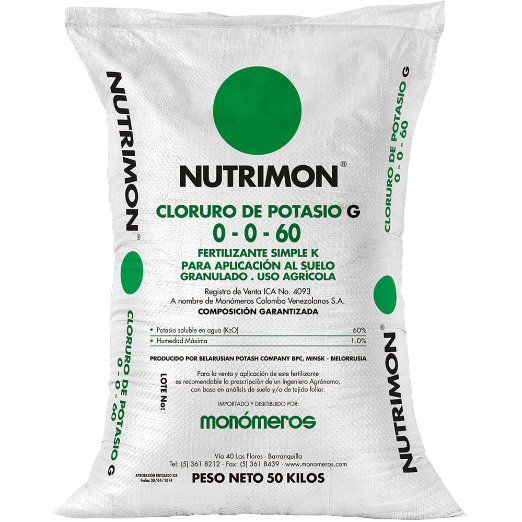 NUTRIMON®
CLORURO DE POTASIO G
0 - 0 - 60
FERTILIZANTE SIMPLE K
PARA APLICACIÓN AL SUELO
GRANULADO . USO AGRÍCOLA
Registro de Venta ICA No. 4093
A nombre de Monómeros Colombo Venezolanos S.A.
COMPOSICIÓN GARANTIZADA
• Potasio soluble en agua (K2O) 60%
• Humedad Máxima 1.0%
PRODUCIDO POR BELARUSIAN POTASH COMPANY BPC, MINSK - BIELORRUSIA
Para la venta y aplicación de este fertilizante
es recomendable la prescripción de un Ingeniero Agrónomo,
con base en análisis de suelo y/o de tejido foliar.
IMPORTADO Y DISTRIBUIDO POR:
monómeros
Vía 40 Las Flores - Barranquilla
Tel: (5) 361 8212 - Fax: (5) 361 8439 - www.monomeros.com
PESO NETO 50 KILOS
LOTE No:
NUTRIMON®
CLORURO DE POTASIO G
CLORURO DE POTASIO G
0 - 0 - 60
NUTRIMON®